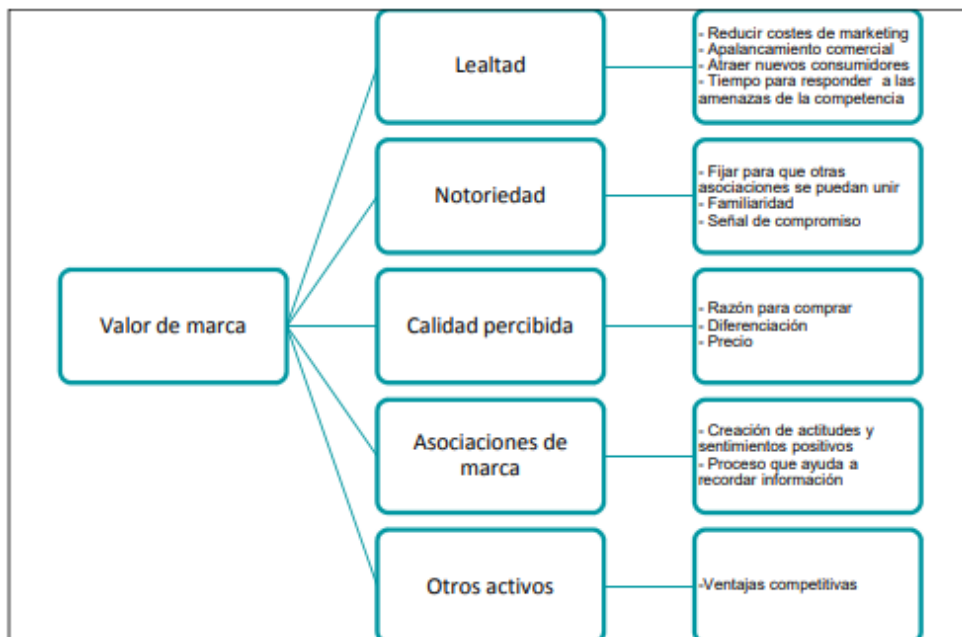 Valor de marca
Lealtad
- Reducir costes de marketing
- Apalancamiento comercial
- Atraer nuevos consumidores
- Tiempo para responder a las
amenazas de la competencia
Notoriedad
- Fijar para que otras
asociaciones se puedan unir
- Familiaridad
- Señal de compromiso
Calidad percibida
- Razón para comprar
- Diferenciación
- Precio
Asociaciones de
marca
- Creación de actitudes y
sentimientos positivos
- Proceso que ayuda a
recordar información
Otros activos
-Ventajas competitivas